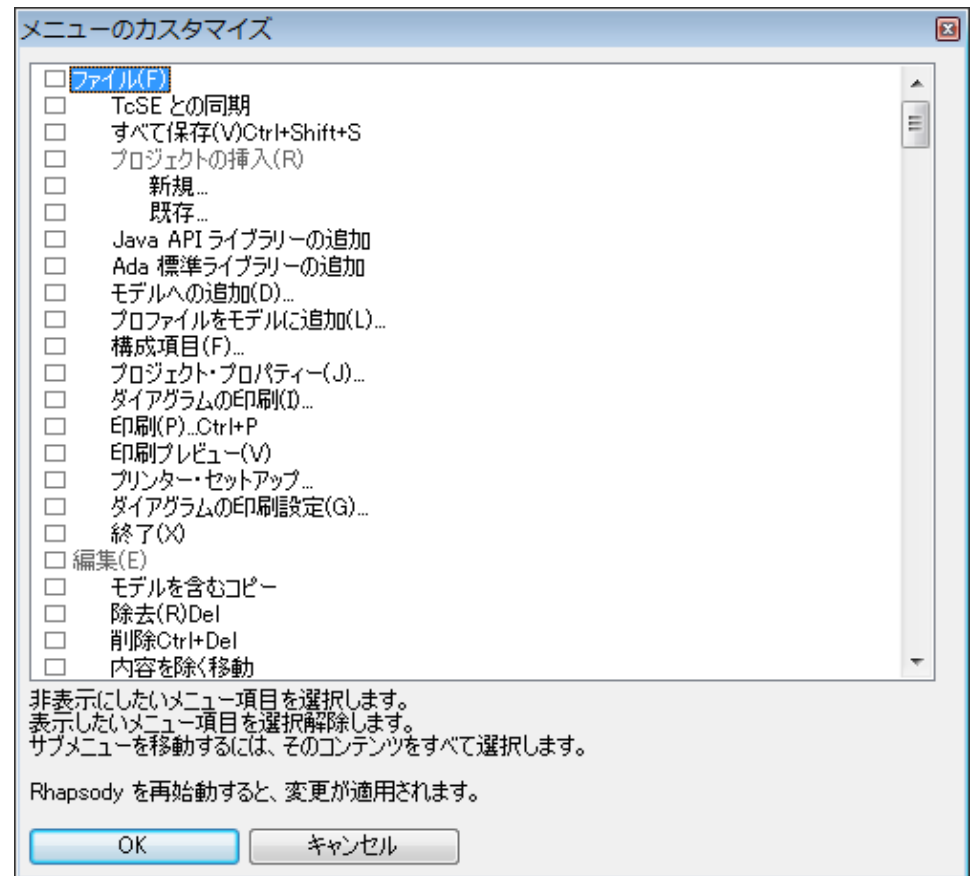 メニューのカスタマイズ
ファイル(F)
TcSE との同期
すべて保存(V)Ctrl+Shift+S
プロジェクトの挿入(R)
新規...
既存...
Java API ライブラリーの追加
Ada 標準ライブラリーの追加
モデルへの追加(D)...
プロファイルをモデルに追加(L)...
構成項目(F)...
プロジェクト・プロパティー(J)...
ダイアグラムの印刷(I)...
印刷(P)...Ctrl+P
印刷プレビュー(V)
プリンター・セットアップ...
ダイアグラムの印刷設定(G)...
終了(X)
編集(E)
モデルを含むコピー
除去(R)Del
削除Ctrl+Del
内容を除く移動
非表示にしたいメニュー項目を選択します。
表示したいメニュー項目を選択解除します。
サブメニューを移動するには、そのコンテンツをすべて選択します。
Rhapsody を再始動すると、変更が適用されます。
OK
キャンセル